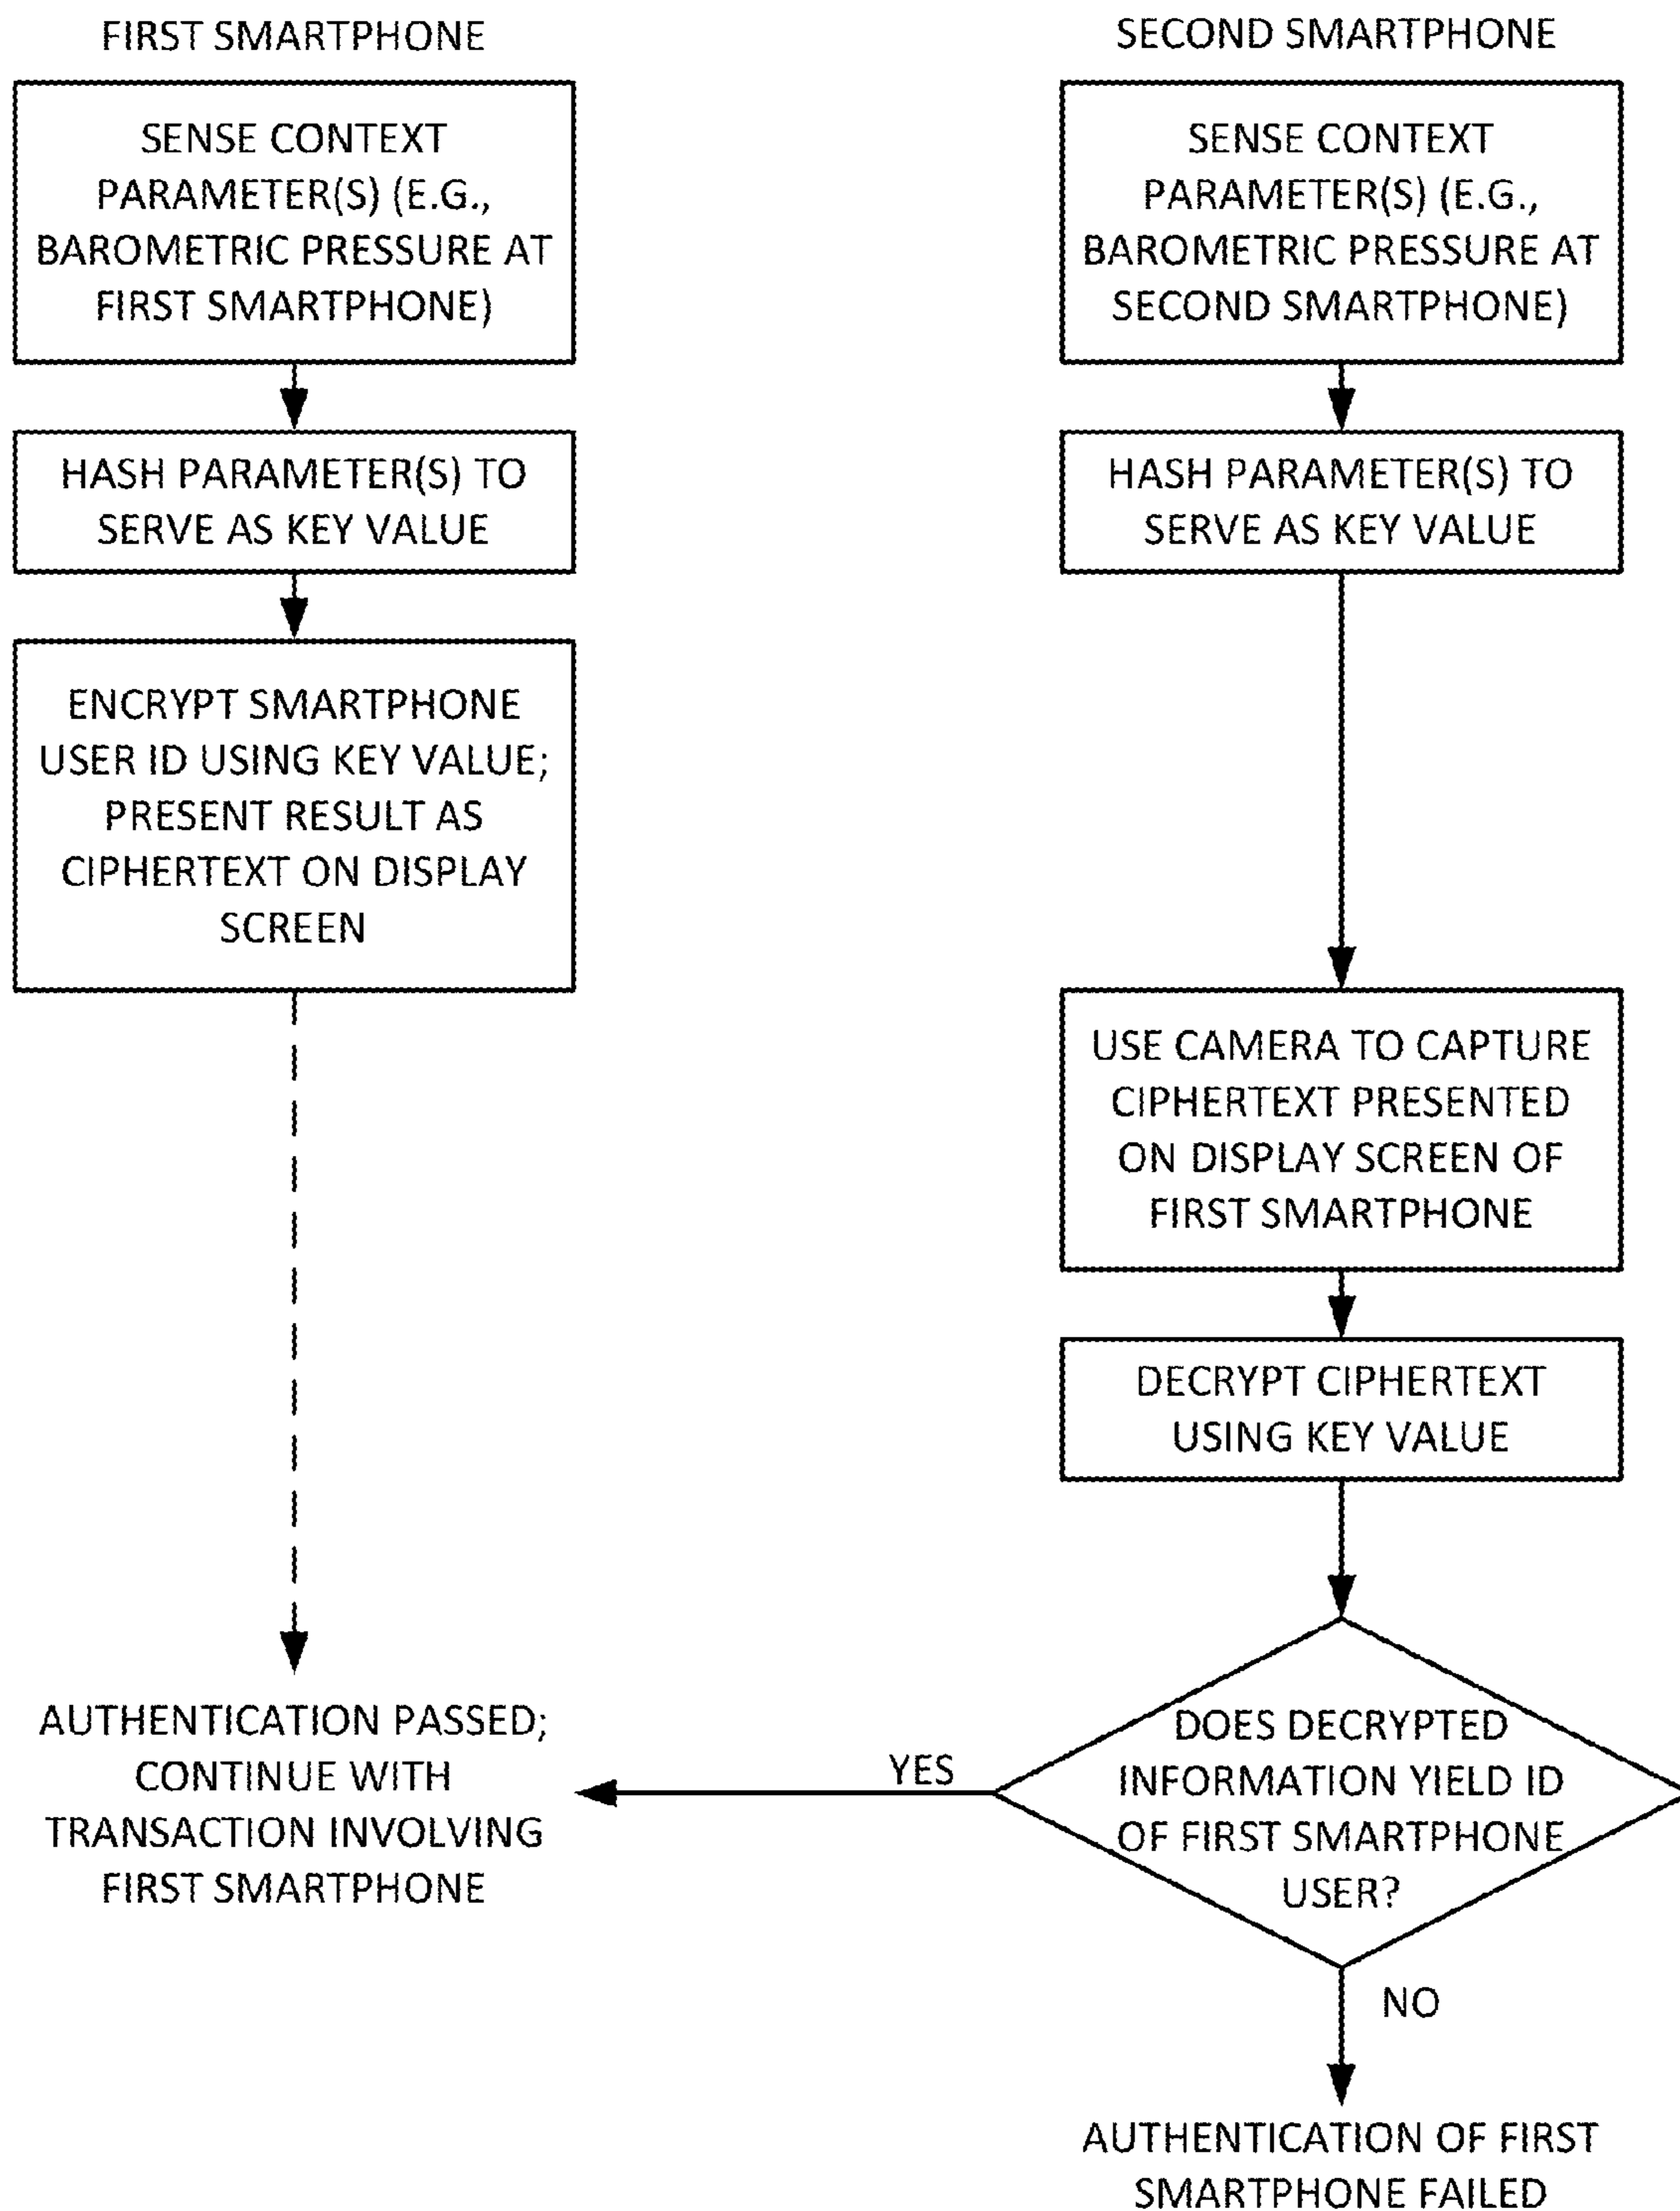 FIRST SMARTPHONE
SENSE CONTEXT
PARAMETER(S) (E.G.,
BAROMETRIC PRESSURE AT
FIRST SMARTPHONE)
HASH PARAMETER(S) TO
SERVE AS KEY VALUE
ENCRYPT SMARTPHONE
USER ID USING KEY VALUE;
PRESENT RESULT AS
CIPHERTEXT ON DISPLAY
SCREEN
AUTHENTICATION PASSED;
CONTINUE WITH
TRANSACTION INVOLVING
FIRST SMARTPHONE
SECOND SMARTPHONE
SENSE CONTEXT
PARAMETER(S) (E.G.,
BAROMETRIC PRESSURE AT
SECOND SMARTPHONE)
HASH PARAMETER(S) TO
SERVE AS KEY VALUE
USE CAMERA TO CAPTURE
CIPHERTEXT PRESENTED
ON DISPLAY SCREEN OF
FIRST SMARTPHONE
DECRYPT CIPHERTEXT
USING KEY VALUE
DOES DECRYPTED
INFORMATION YIELD ID
OF FIRST SMARTPHONE
USER?
YES
NO
AUTHENTICATION OF FIRST
SMARTPHONE FAILED